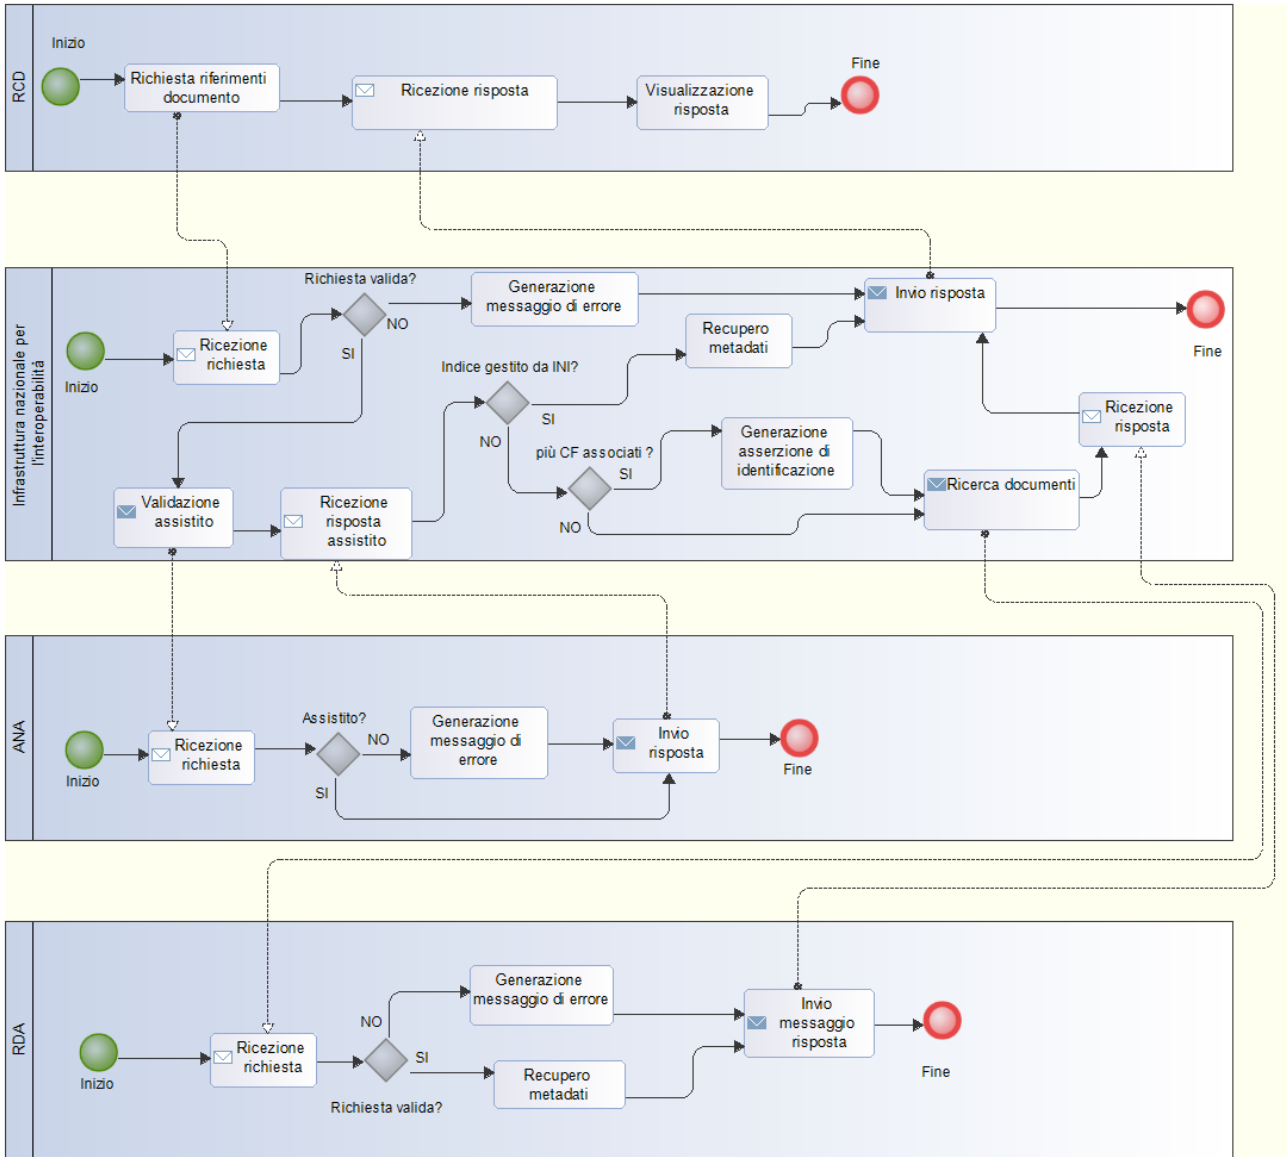 RCD
Inizio
Richiesta riferimenti
documento
Ricezione risposta
Visualizzazione
risposta
Fine
Infrastruttura nazionale per
l'interoperabilità
Inizio
Ricezione
richiesta
Richiesta valida?
NO
SI
Generazione
messaggio di errore
Invio risposta
Fine
Recupero
metadati
Indice gestito da INI?
SI
NO
più CF associati ?
SI
NO
Generazione
asserzione di
identificazione
Ricerca documenti
Ricezione
risposta
Validazione
assistito
Ricezione
risposta
assistito
ANA
Inizio
Ricezione
richiesta
Assistito?
NO
SI
Generazione
messaggio di
errore
Invio
risposta
Fine
RDA
Inizio
Ricezione
richiesta
NO
SI
Richiesta valida?
Generazione
messaggio di errore
Recupero
metadati
Invio
messaggio
risposta
Fine